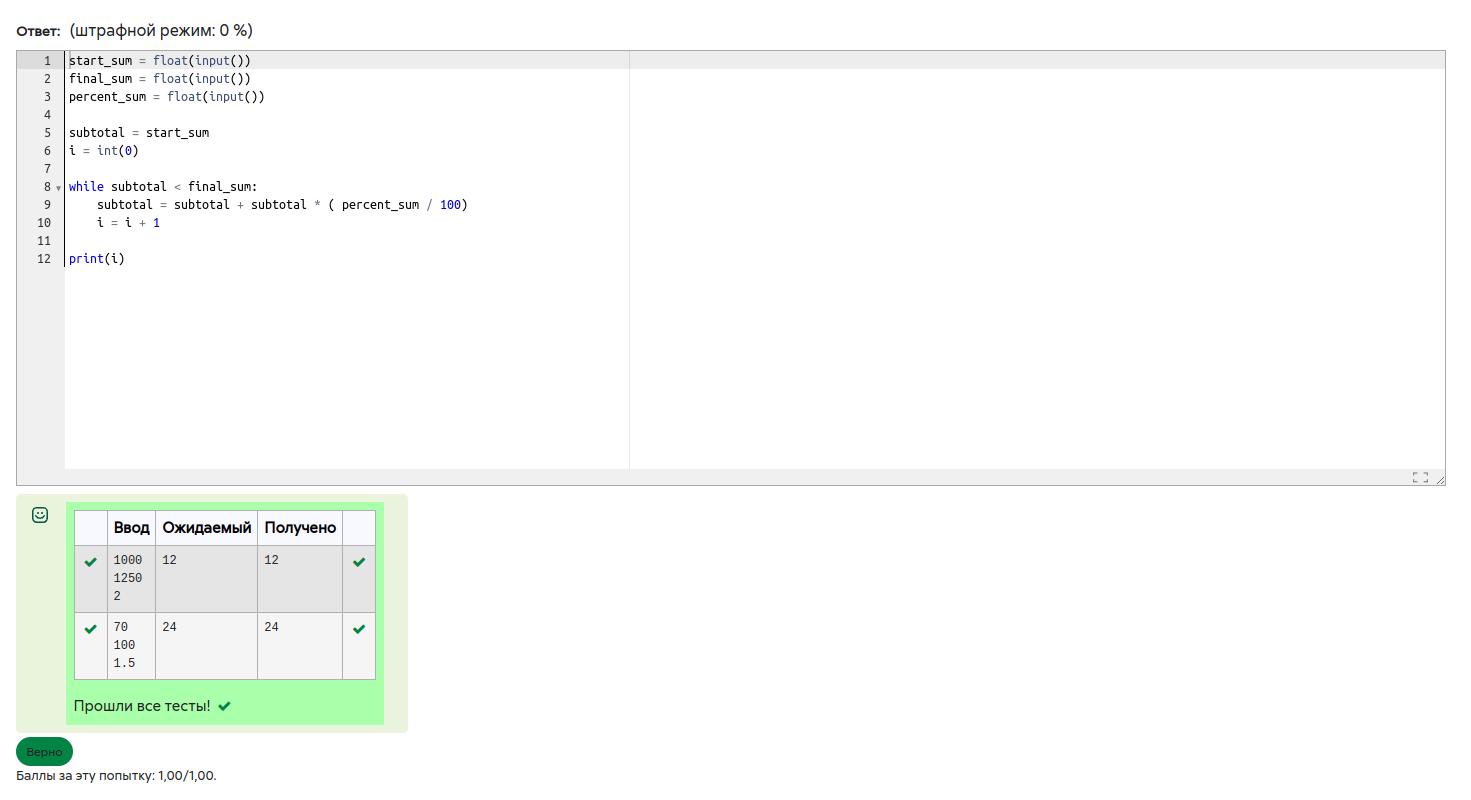 Ответ: (штрафной режим: 0 %)
1 start_sum = float(input())
2 final_sum = float(input())
3 percent_sum = float(input())
4
5 subtotal = start_sum
6 i = int(0)
7
8 while subtotal < final_sum:
9     subtotal = subtotal + subtotal * ( percent_sum / 100)
10     i = i + 1
11
12 print(i)
Ввод Ожидаемый Получено
1000 12 12
1250
2
70 24 24
100
1.5
Прошли все тесты!
Верно
Баллы за эту попытку: 1,00/1,00.